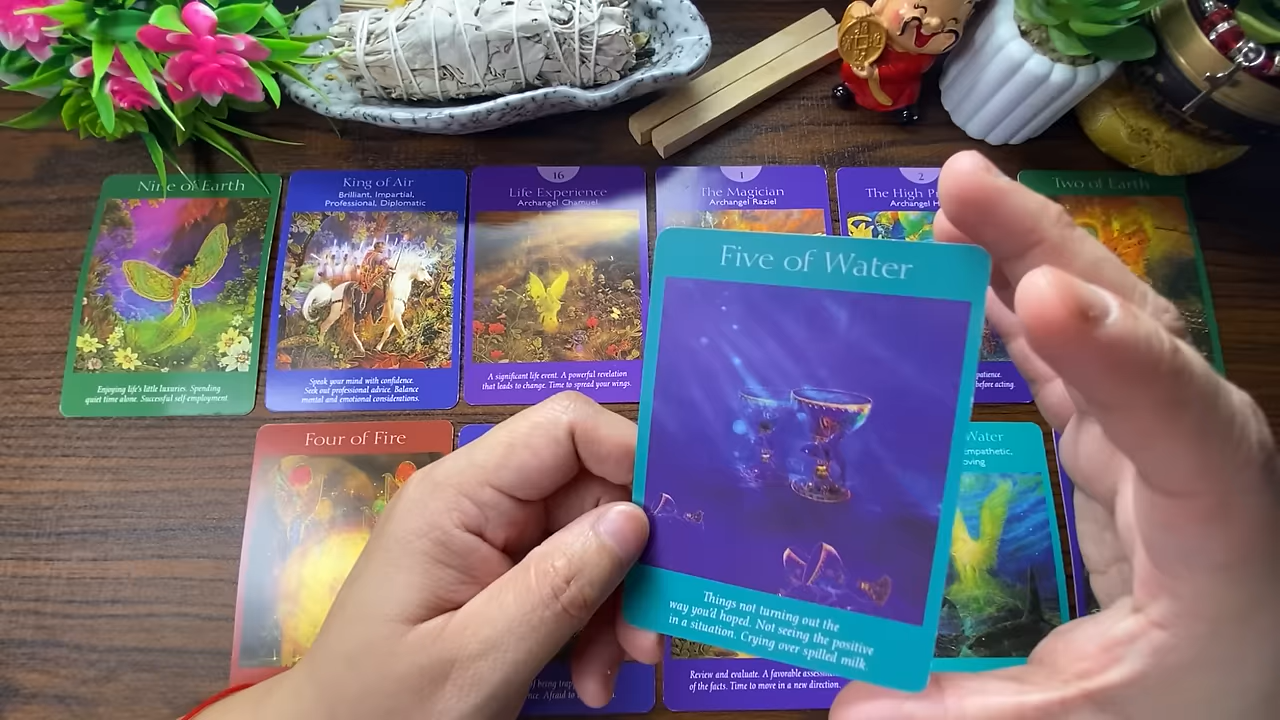 Nine of Earth
Enjoying life's little luxuries. Spending
quiet time alone. Successful self-employment
King of Air
Brilliant, Impartial,
Professional, Diplomatic
Speak your mind with confidence.
Seek out professional advice. Balance
mental and emotional considerations.
16
Life Experience
Archangel Chamuel
A significant life event. A powerful revelation
that leads to change. Time to spread your wings.
1
The Magician
Archangel Raziel
2
The High
Archangel
before acting.
Two of Earth
Five of Water
Things not turning out the
way you'd hoped. Not seeing the positive
in a situation. Crying over spilled milk.
Four of Fire
of being
Afraid to
Review and evaluate. A favorable
of the facts. Time to move in a new direction.
Water